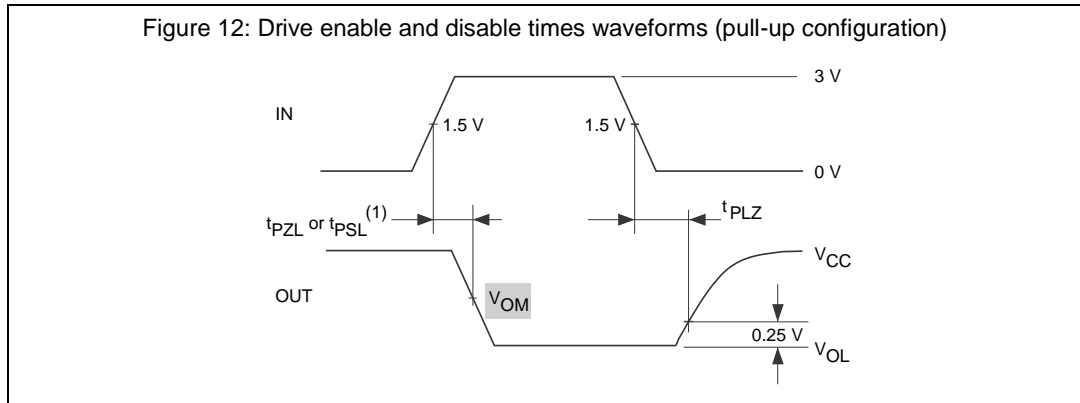 Figure 12: Drive enable and disable times waveforms (pull-up configuration)
3 V
IN
1.5 V
1.5 V
0 V
tPZL or tPSL(1)
tPLZ
VCC
OUT
VOM
0.25 V
VOL